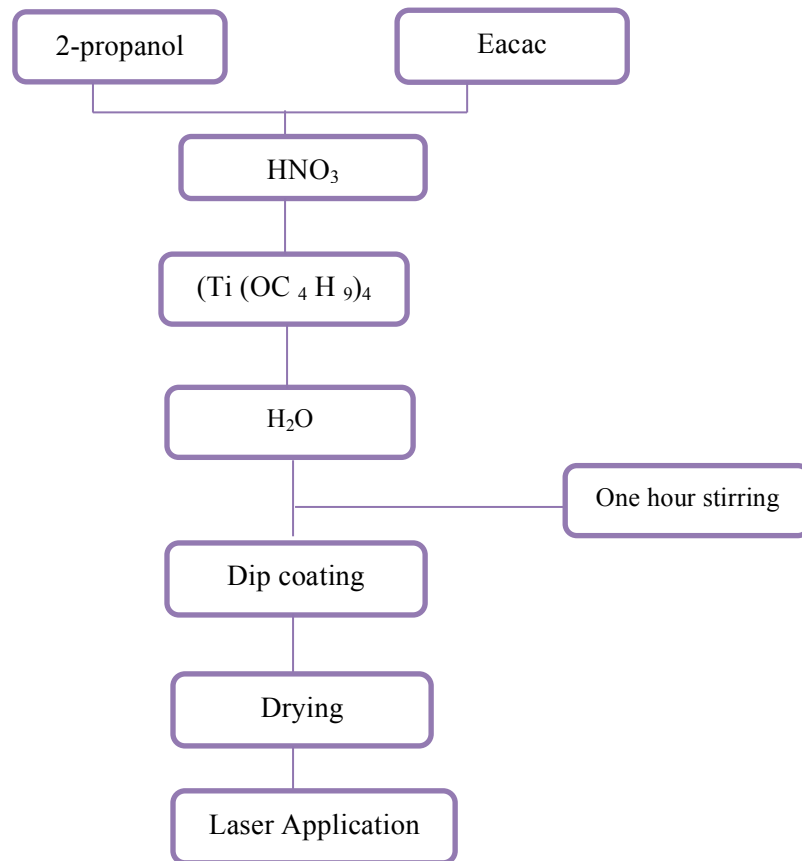 2-propanol
Eacac
HNO₃
(Ti (OC ₄ H ₉)₄
H₂O
One hour stirring
Dip coating
Drying
Laser Application